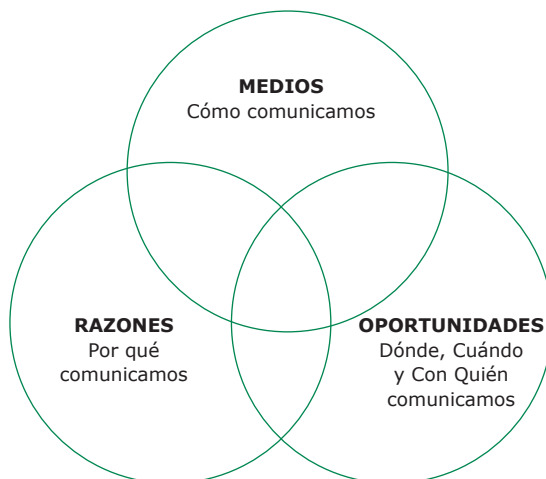 MEDIOS
Cómo comunicamos
RAZONES
Por qué
comunicamos
OPORTUNIDADES
Dónde, Cuándo
y Con Quién
comunicamos